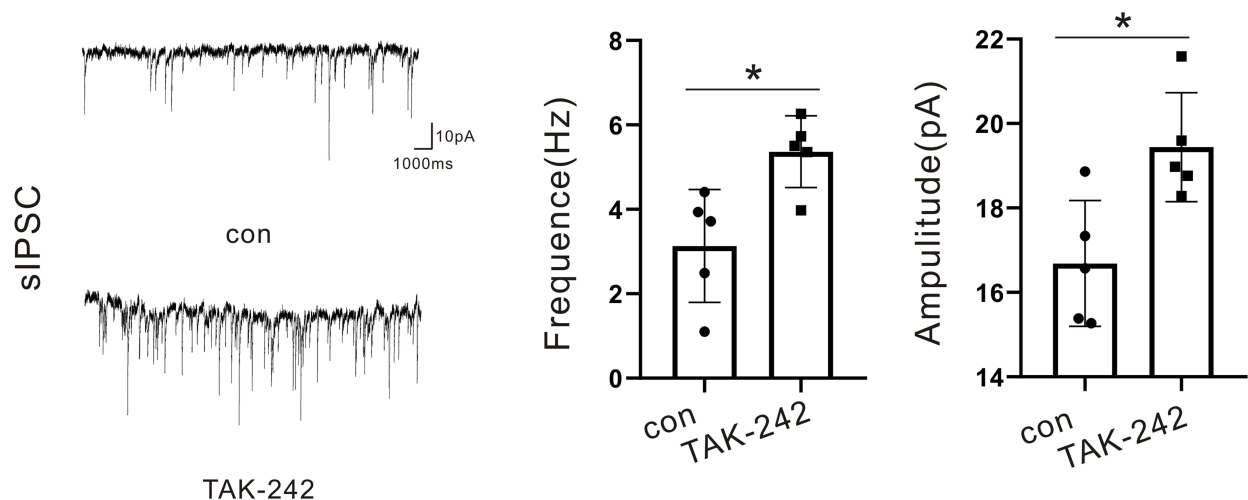 sIPSC
10pA
1000ms
con
TAK-242
Frequence(Hz)
8
6
4
2
0
*
con
TAK-242
Ampulitude(pA)
22
20
18
16
14
*
con
TAK-242